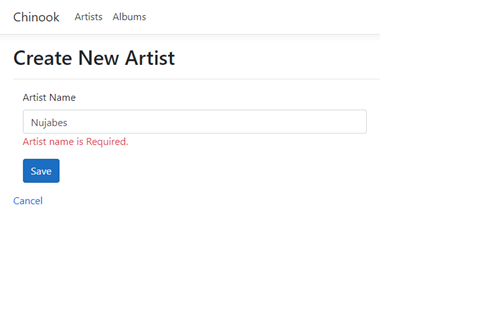 Chinook Artists Albums
Create New Artist
Artist Name
Nujabes
Artist name is Required.
Save
Cancel